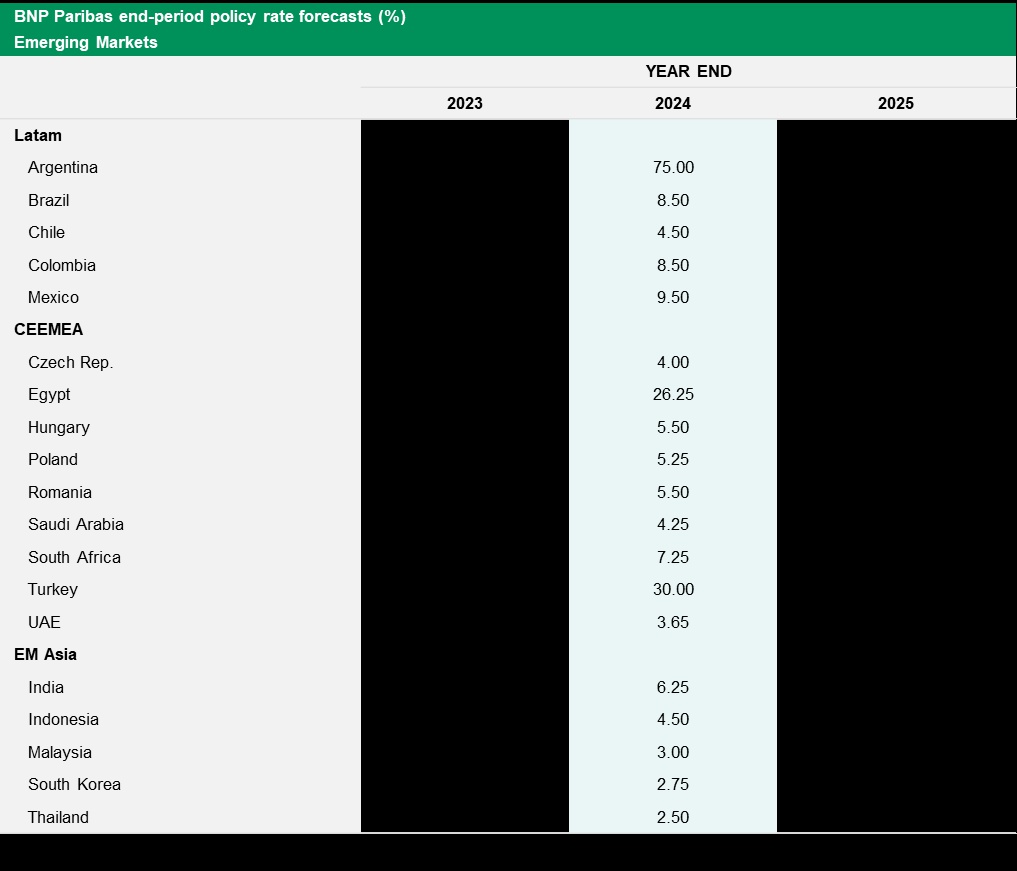 BNP Paribas end-period policy rate forecasts (%)
Emerging Markets
YEAR END
2023 2024 2025
Latam
Argentina 75.00
Brazil 8.50
Chile 4.50
Colombia 8.50
Mexico 9.50
CEEMEA
Czech Rep. 4.00
Egypt 26.25
Hungary 5.50
Poland 5.25
Romania 5.50
Saudi Arabia 4.25
South Africa 7.25
Turkey 30.00
UAE 3.65
EM Asia
India 6.25
Indonesia 4.50
Malaysia 3.00
South Korea 2.75
Thailand 2.50